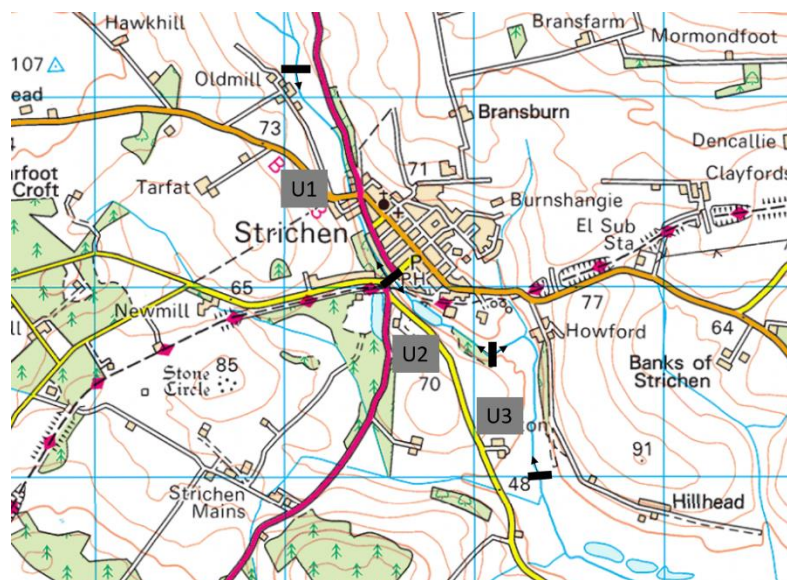 Hawkhill
Bransfarm
Mormondfoot
107
Oldmill
ead
Bransburn
73
Dencallie
71
Clayfords
arfoot
Croft
Tarfat
U1
B
Burnshangie
El Sub
Sta
Strichen
P
PH
65
77
Newmill
Howford
64
U2
85
Stone
Circle
70
Banks of
Strichen
U3
on
91
48
Strichen
Mains
Hillhead